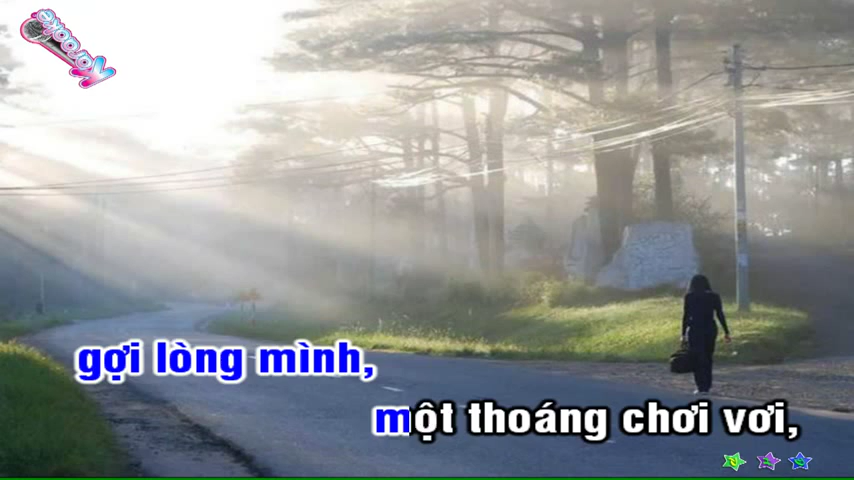 gợi lòng mình,
một thoáng chơi vơi,